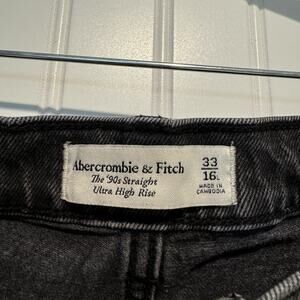 Abercrombie & Fitch
The '90s Straight
Ultra High Rise
33
16L
MADE IN
CAMBODIA